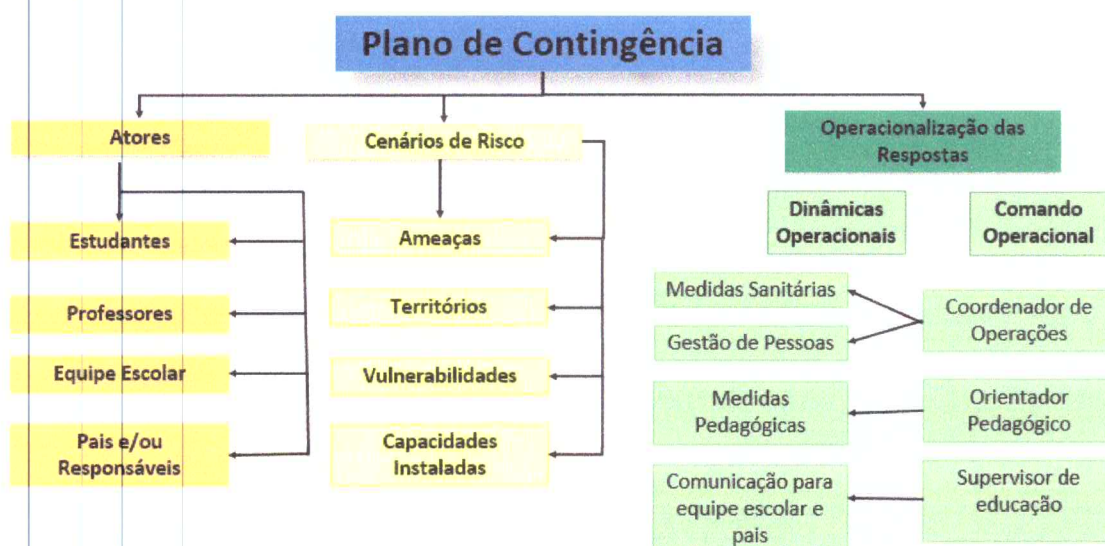 Plano de Contingência
Atores
Estudantes
Professores
Equipe Escolar
Pais e/ou
Responsáveis
Cenários de Risco
Ameaças
Territórios
Vulnerabilidades
Capacidades
Instaladas
Operacionalização das
Respostas
Dinâmicas
Operacionais
Comando
Operacional
Medidas Sanitárias
Gestão de Pessoas
Coordenador de
Operações
Medidas
Pedagógicas
Orientador
Pedagógico
Comunicação para
equipe escolar e
pais
Supervisor de
educação